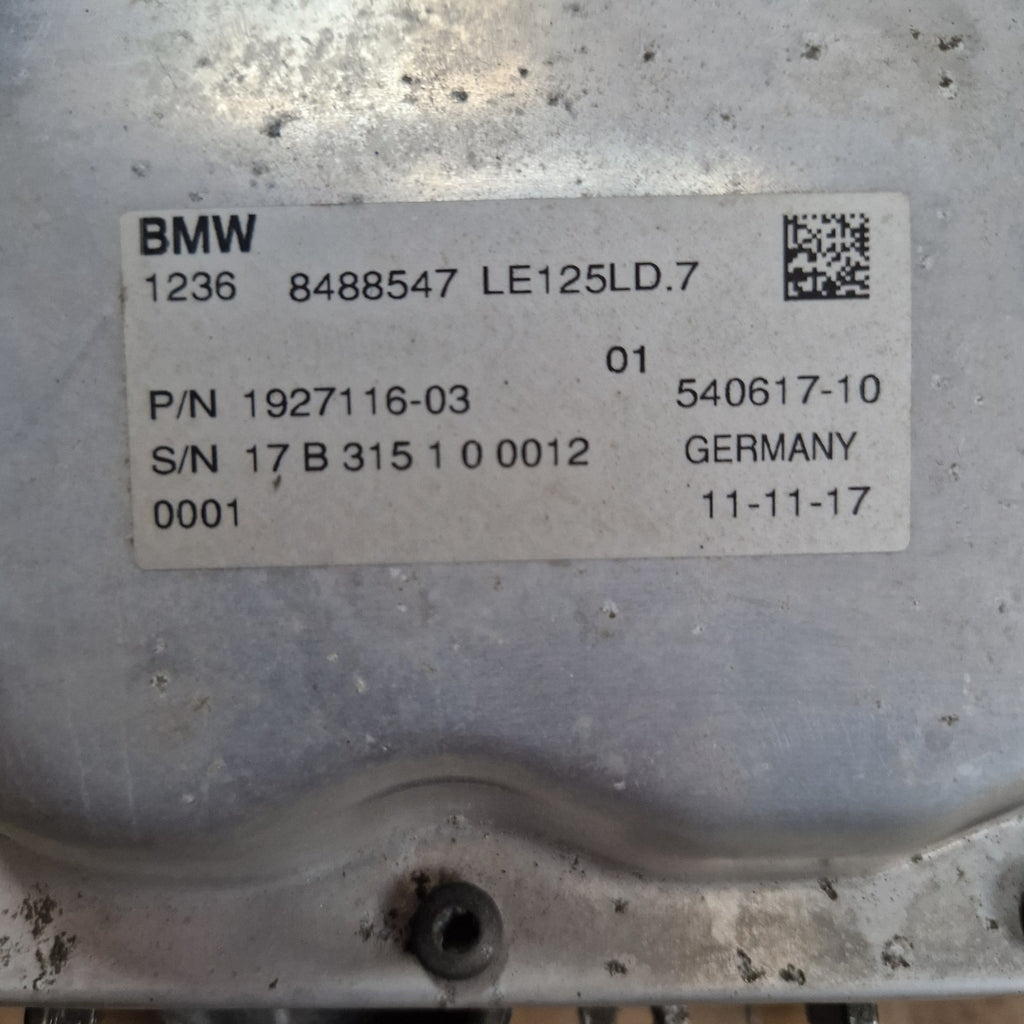 BMW
1236 8488547 LE125LD.7
01
P/N 1927116-03 540617-10
S/N 17 B 315 1 0 0012 GERMANY
0001 11-11-17